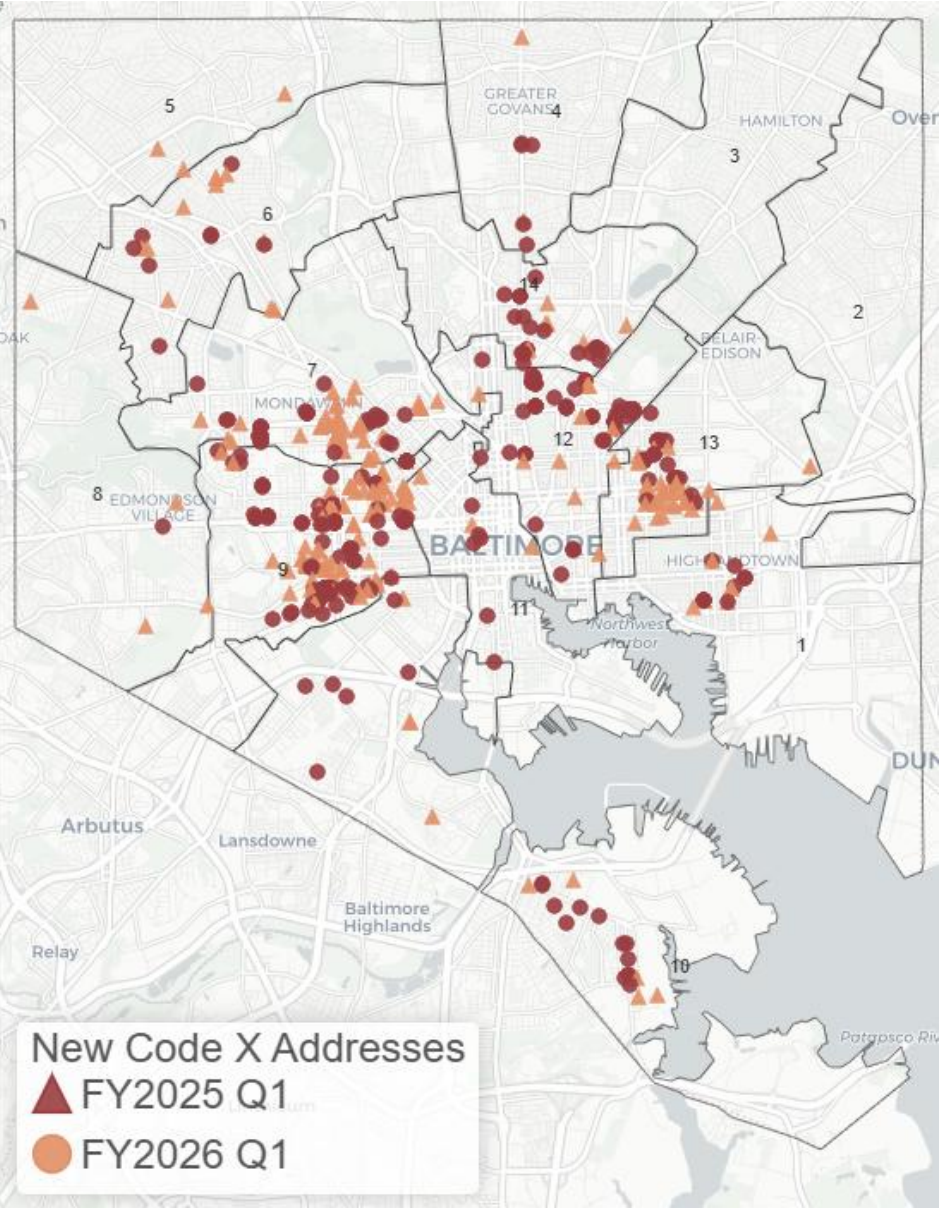 5
GREATER
GOVANS
4
HAMILTON
Over
3
6
14
2
OAK
BELAIR-
EDISON
7
MONDAWMIN
12
13
8
EDMONDSON
VILLAGE
BALTIMORE
HIGHLANDTOWN
9
11
Northwest
Harbor
1
DUN
Arbutus
Lansdowne
Baltimore
Highlands
Relay
10
Patapsco Riv
New Code X Addresses
FY2025 Q1
FY2026 Q1